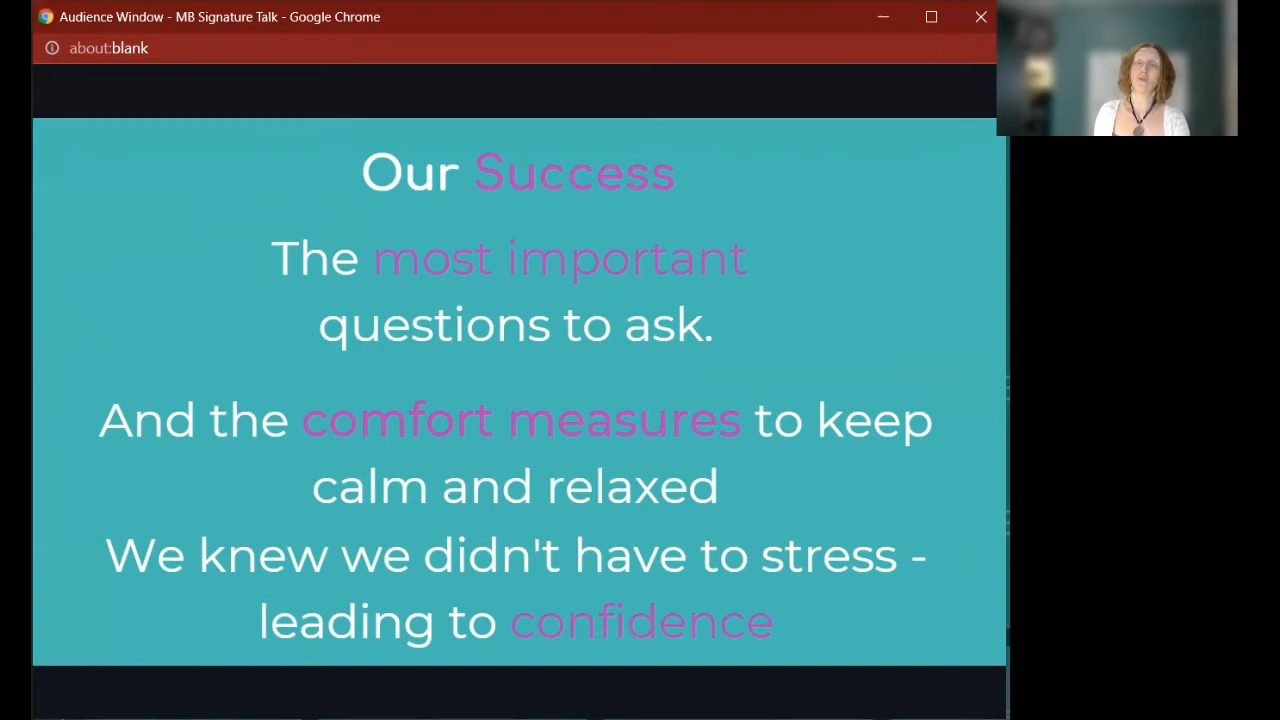 Audience Window - MB Signature Talk - Google Chrome
about:blank
Our Success
The most important
questions to ask.
And the comfort measures to keep
calm and relaxed
We knew we didn't have to stress -
leading to confidence